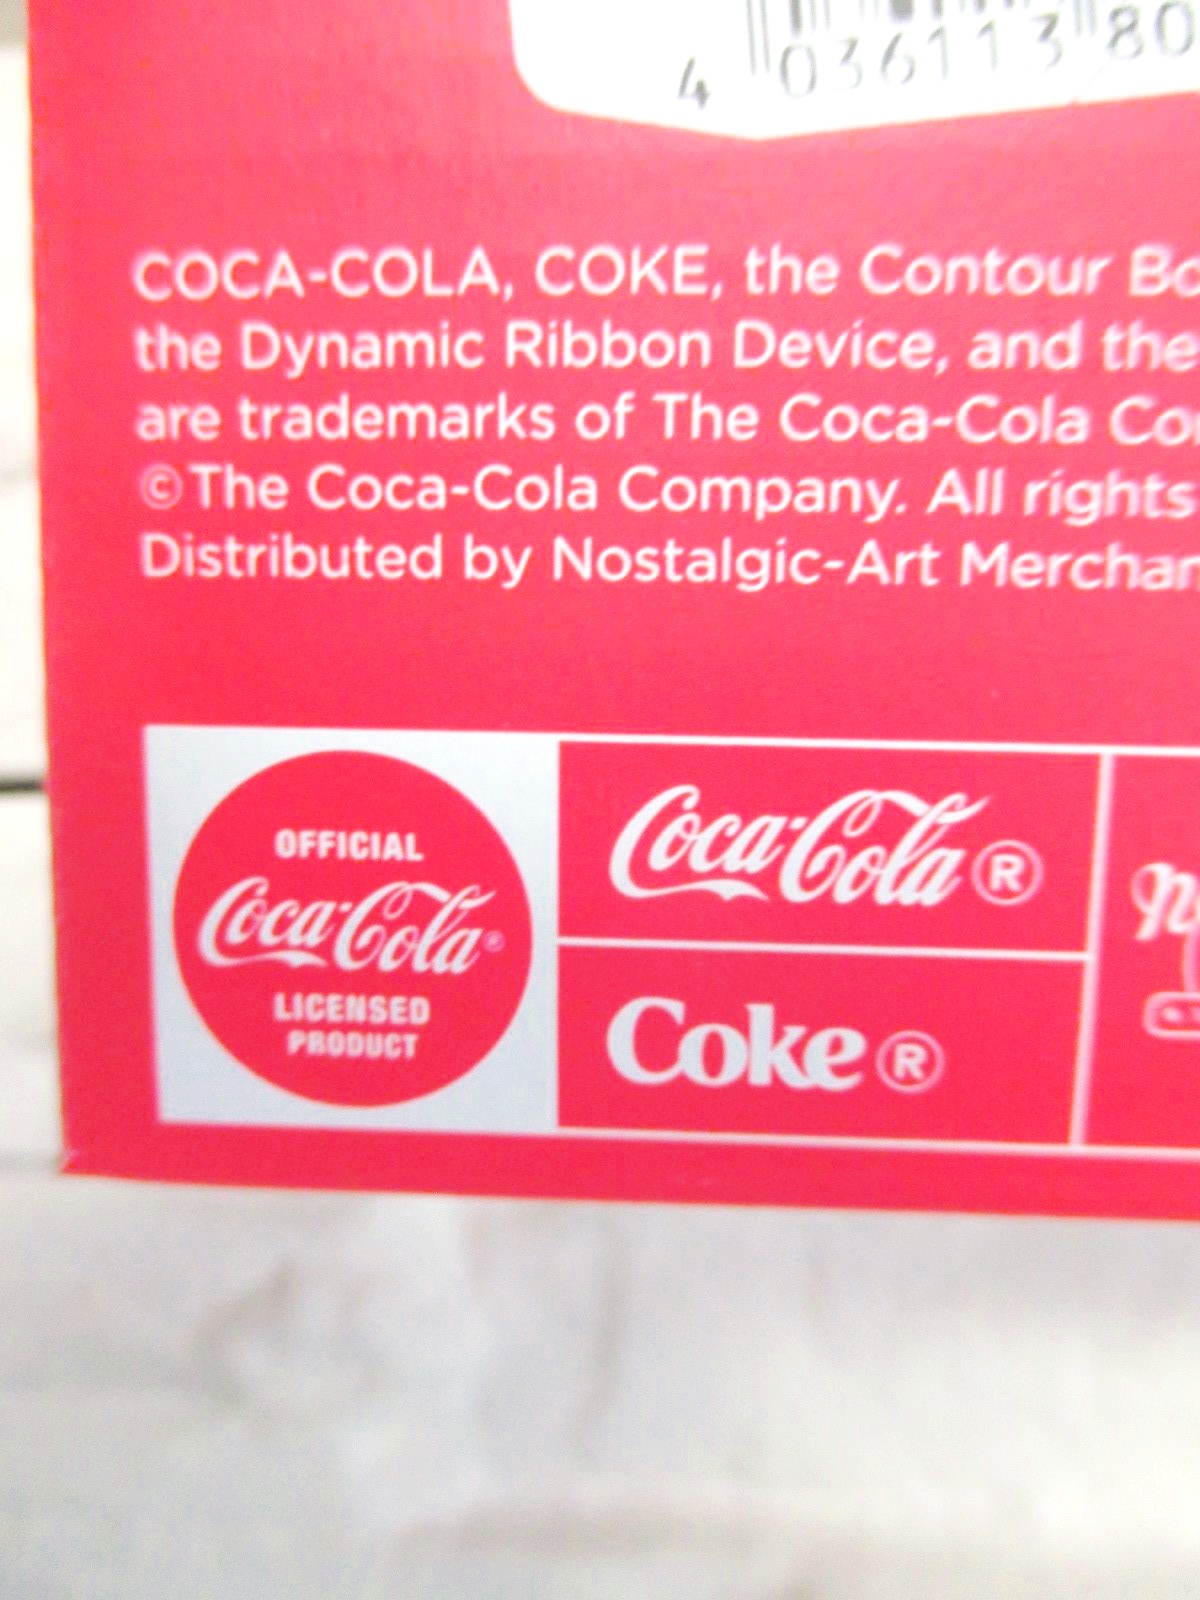 4 036113 80
COCA-COLA, COKE, the Contour Bo
the Dynamic Ribbon Device, and the
are trademarks of The Coca-Cola Co
©The Coca-Cola Company. All rights
Distributed by Nostalgic-Art Merchan
OFFICIAL
Coca-Cola®
LICENSED
PRODUCT
Coca-Cola®
Coke®